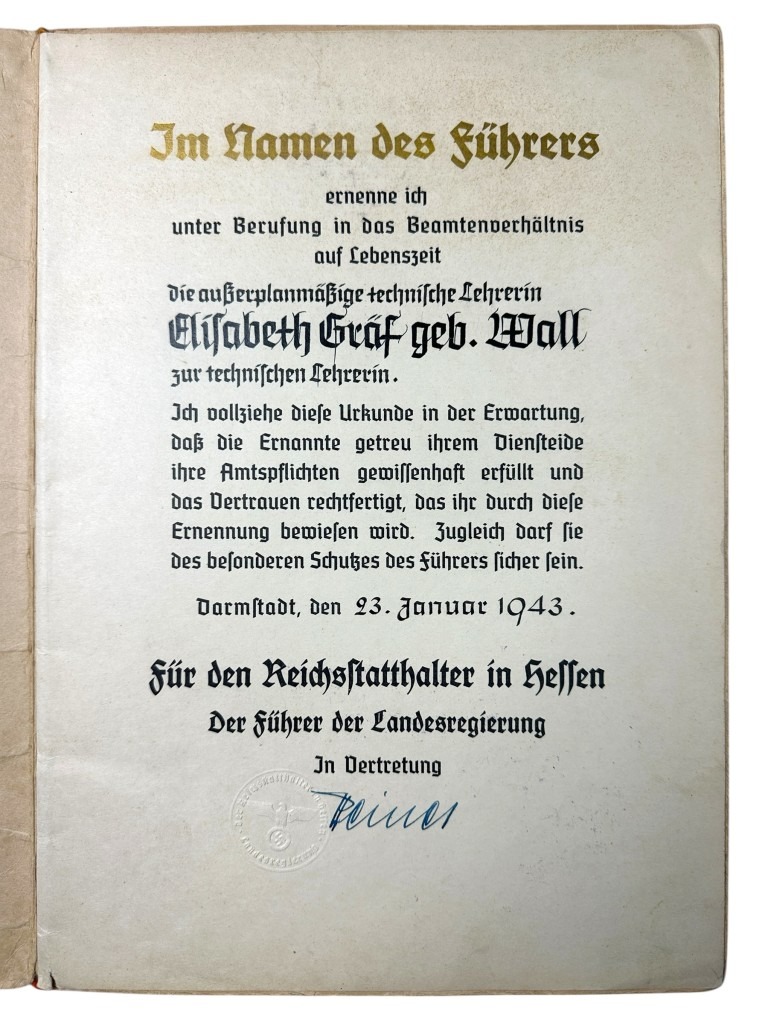 Im Namen des Führers
ernenne ich
unter Berufung in das Beamtenverhältnis
auf Lebenszeit
die außerplanmäßige technische Lehrerin
Elisabeth Gräf geb. Wall
zur technischen Lehrerin.
Ich vollziehe diese Urkunde in der Erwartung,
daß die Ernannte getreu ihrem Diensteide
ihre Amtspflichten gewissenhaft erfüllt und
das Vertrauen rechtfertigt, das ihr durch diese
Ernennung bewiesen wird. Zugleich darf sie
des besonderen Schutzes des Führers sicher sein.
Darmstadt, den 23. Januar 1943.
Für den Reichsstatthalter in Hessen
Der Führer der Landesregierung
In Vertretung